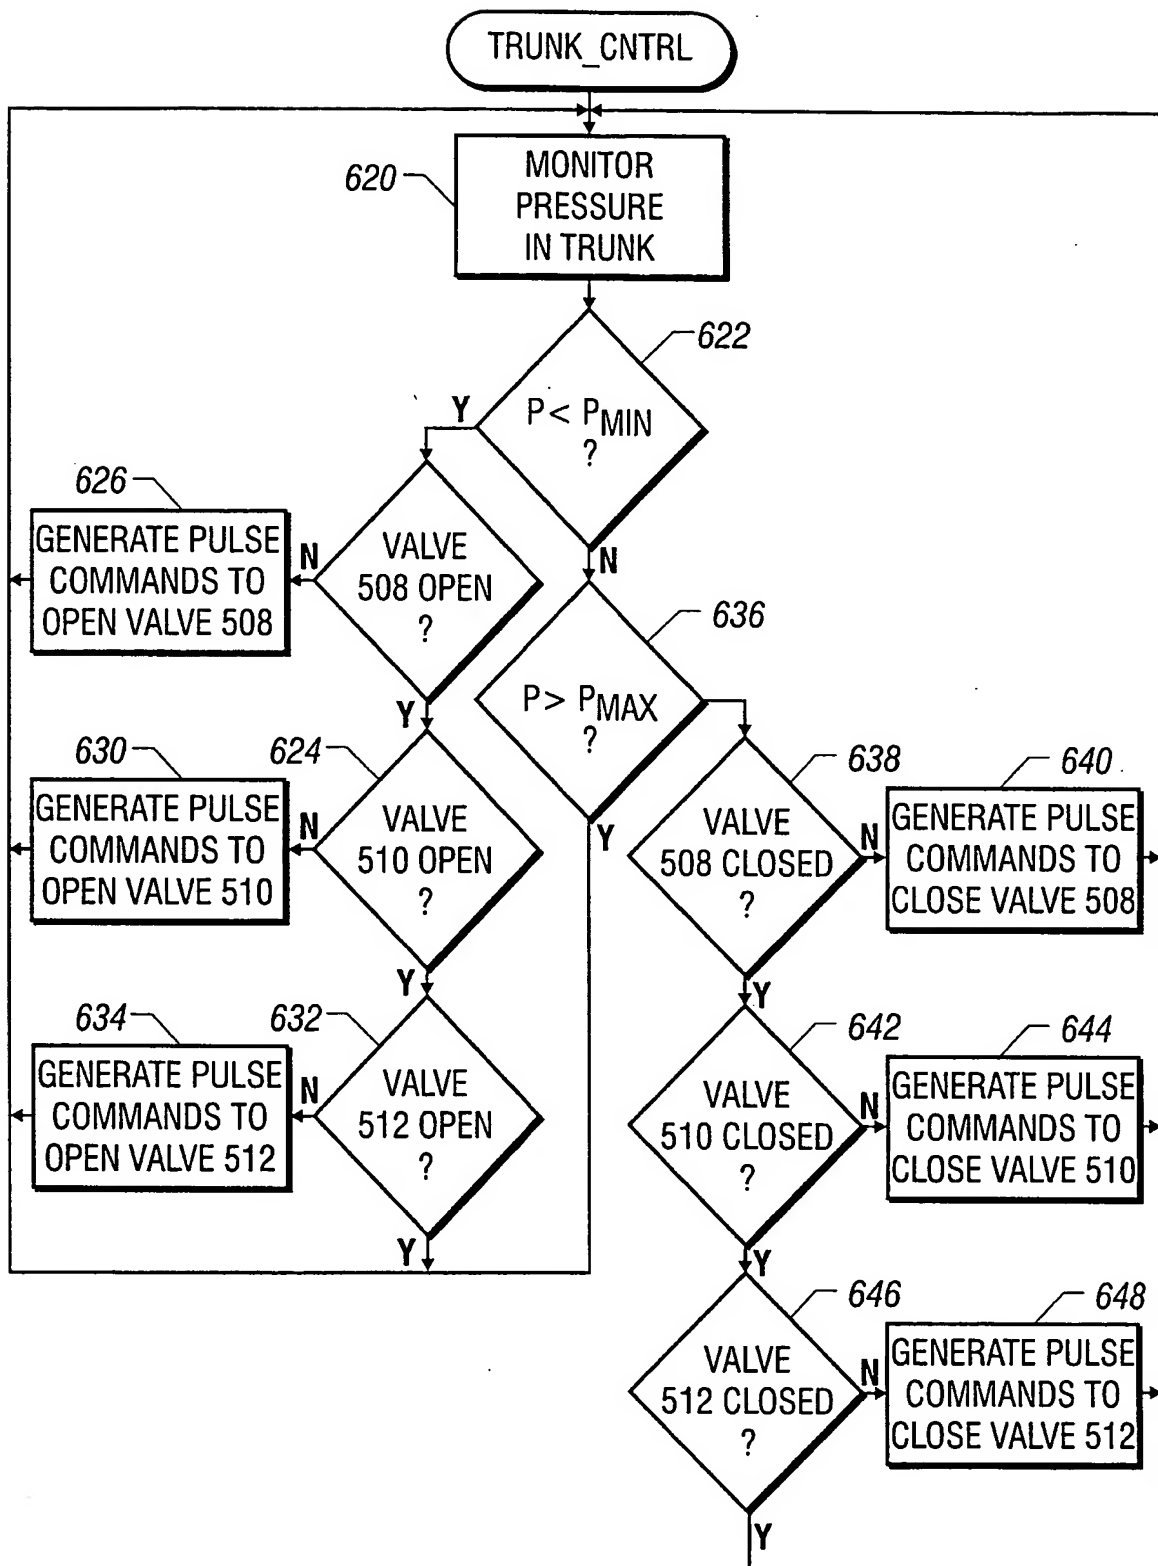 TRUNK_CNTRL
620
MONITOR
PRESSURE
IN TRUNK
622
P < PMIN
?
Y
N
626
GENERATE PULSE
COMMANDS TO
OPEN VALVE 508
N
VALVE
508 OPEN
?
Y
636
P > PMAX
?
Y
630
GENERATE PULSE
COMMANDS TO
OPEN VALVE 510
N
624
VALVE
510 OPEN
?
Y
638
VALVE
508 CLOSED
?
N
Y
640
GENERATE PULSE
COMMANDS TO
CLOSE VALVE 508
634
GENERATE PULSE
COMMANDS TO
OPEN VALVE 512
N
632
VALVE
512 OPEN
?
Y
642
VALVE
510 CLOSED
?
N
Y
644
GENERATE PULSE
COMMANDS TO
CLOSE VALVE 510
646
VALVE
512 CLOSED
?
N
Y
648
GENERATE PULSE
COMMANDS TO
CLOSE VALVE 512